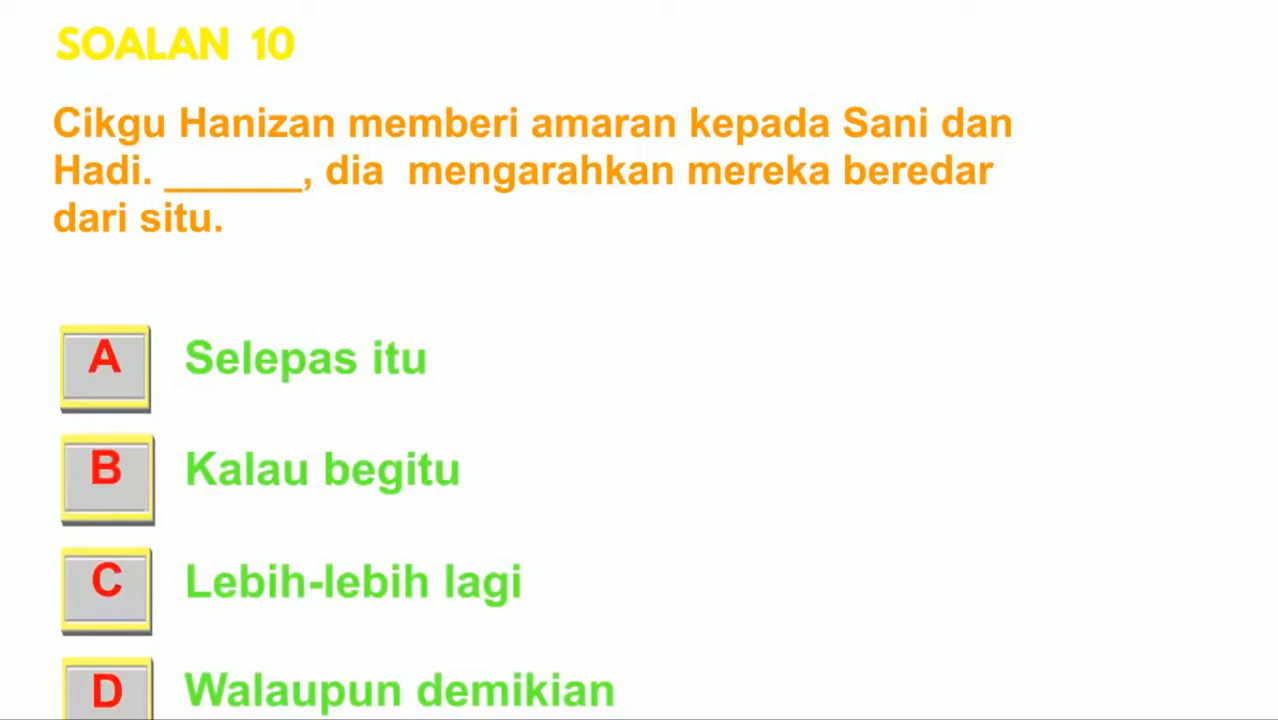 SOALAN 10
Cikgu Hanizan memberi amaran kepada Sani dan
Hadi. ______, dia mengarahkan mereka beredar
dari situ.
A Selepas itu
B Kalau begitu
C Lebih-lebih lagi
D Walaupun demikian